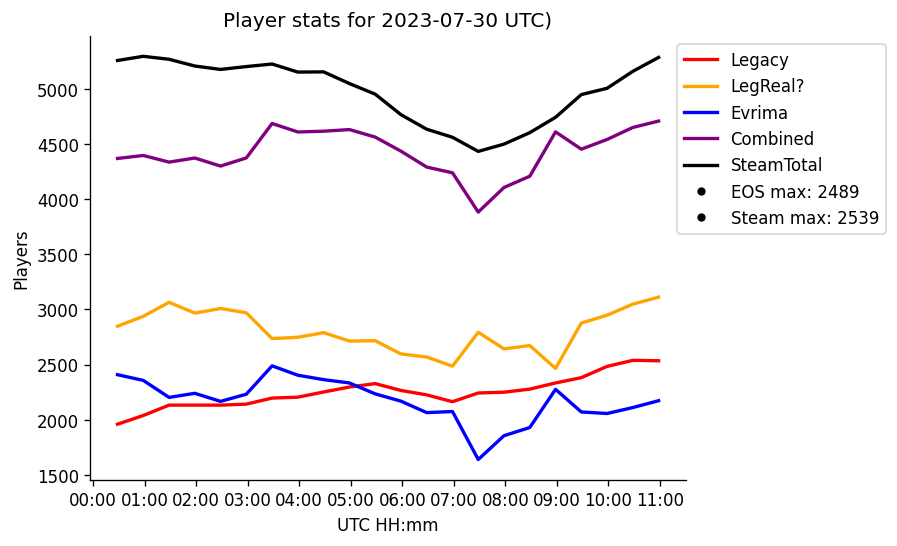 Player stats for 2023-07-30 UTC)
Legacy
LegReal?
Evrima
Combined
SteamTotal
EOS max: 2489
Steam max: 2539
Players
5000
4500
4000
3500
3000
2500
2000
1500
00:00 01:00 02:00 03:00 04:00 05:00 06:00 07:00 08:00 09:00 10:00 11:00
UTC HH:mm